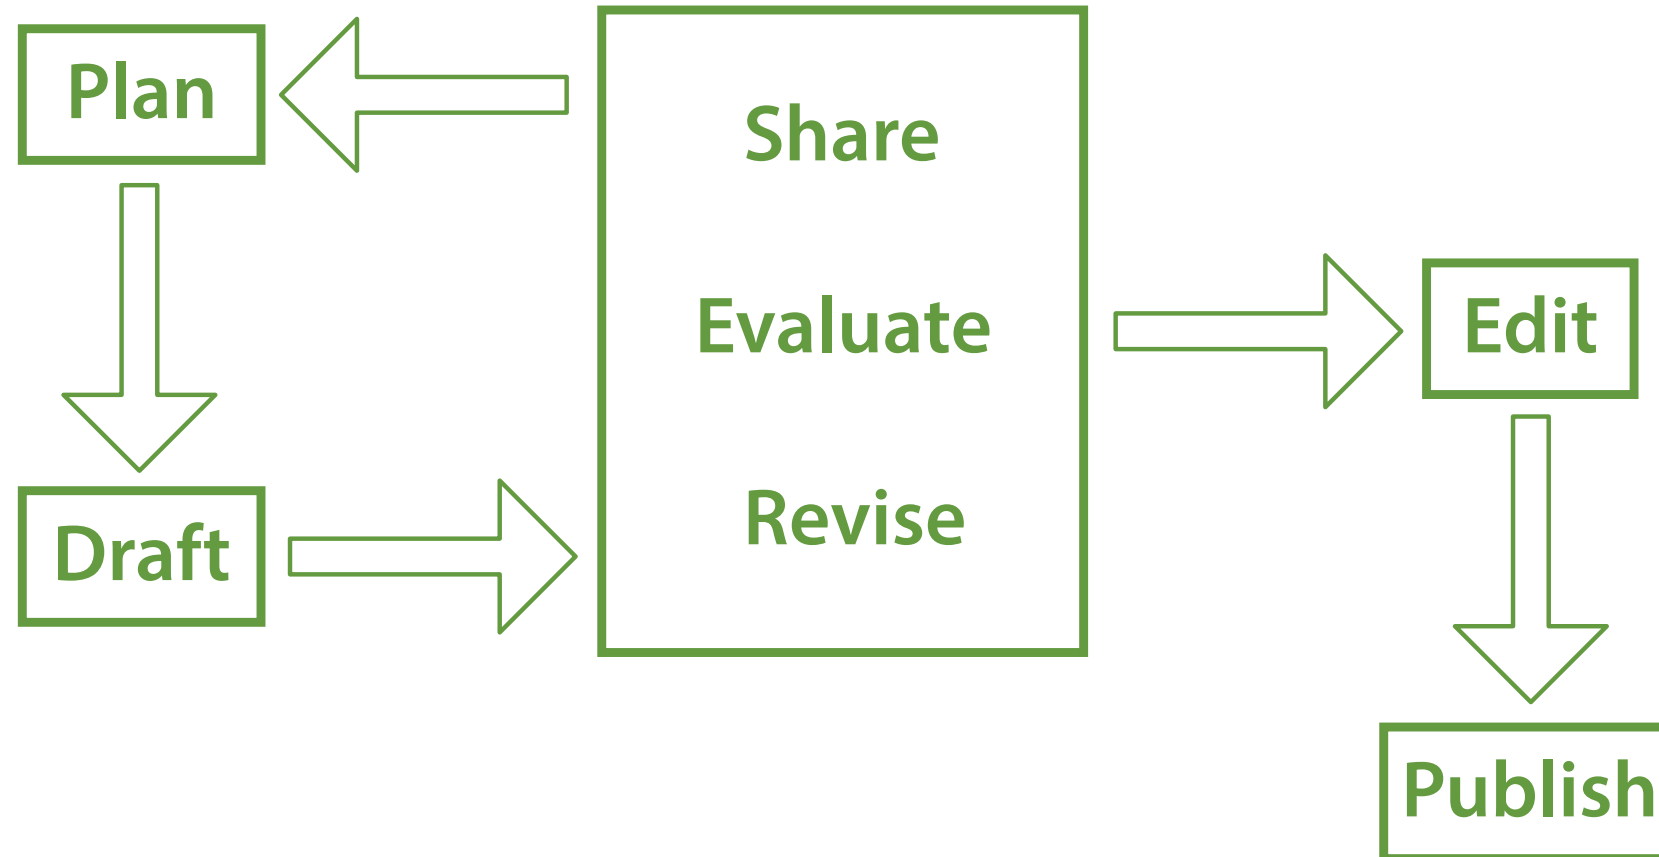 Plan
Share
Evaluate
Edit
Revise
Draft
Publish